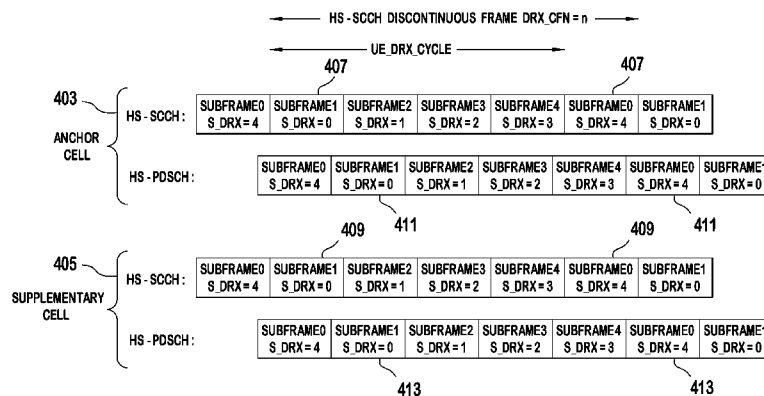 HS-SCCH DISCONTINUOUS FRAME DRX_CFN=n
UE_DRX_CYCLE
407 407
403
HS-SCCH:
SUBFRAME0 SUBFRAME1 SUBFRAME2 SUBFRAME3 SUBFRAME4 SUBFRAME0 SUBFRAME1
S_DRX=4 S_DRX=0 S_DRX=1 S_DRX=2 S_DRX=3 S_DRX=4 S_DRX=0
ANCHOR
CELL
HS-PDSCH:
SUBFRAME0 SUBFRAME1 SUBFRAME2 SUBFRAME3 SUBFRAME4 SUBFRAME0 SUBFRAME1
S_DRX=4 S_DRX=0 S_DRX=1 S_DRX=2 S_DRX=3 S_DRX=4 S_DRX=0
411 411
409 409
405
HS-SCCH:
SUBFRAME0 SUBFRAME1 SUBFRAME2 SUBFRAME3 SUBFRAME4 SUBFRAME0 SUBFRAME1
S_DRX=4 S_DRX=0 S_DRX=1 S_DRX=2 S_DRX=3 S_DRX=4 S_DRX=0
SUPPLEMENTARY
CELL
HS-PDSCH:
SUBFRAME0 SUBFRAME1 SUBFRAME2 SUBFRAME3 SUBFRAME4 SUBFRAME0 SUBFRAME1
S_DRX=4 S_DRX=0 S_DRX=1 S_DRX=2 S_DRX=3 S_DRX=4 S_DRX=0
413 413